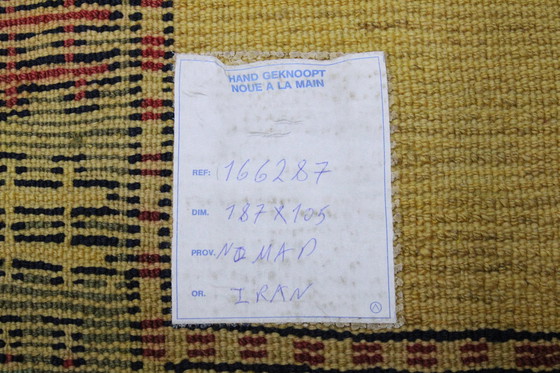 HAND GEKNOOPT
NOUE A LA MAIN
REF: 166287
DIM. 187 X 105
PROV. NOMAD
OR. IRAN